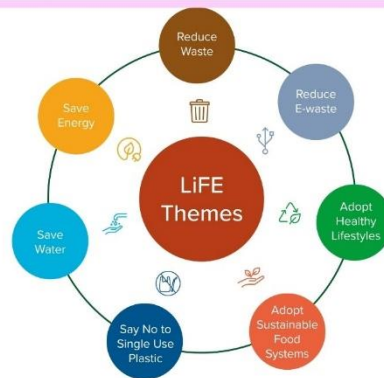 Reduce
Waste
Reduce
E-waste
Adopt
Healthy
Lifestyles
Adopt
Sustainable
Food
Systems
Say No to
Single Use
Plastic
Save
Water
Save
Energy
LiFE
Themes